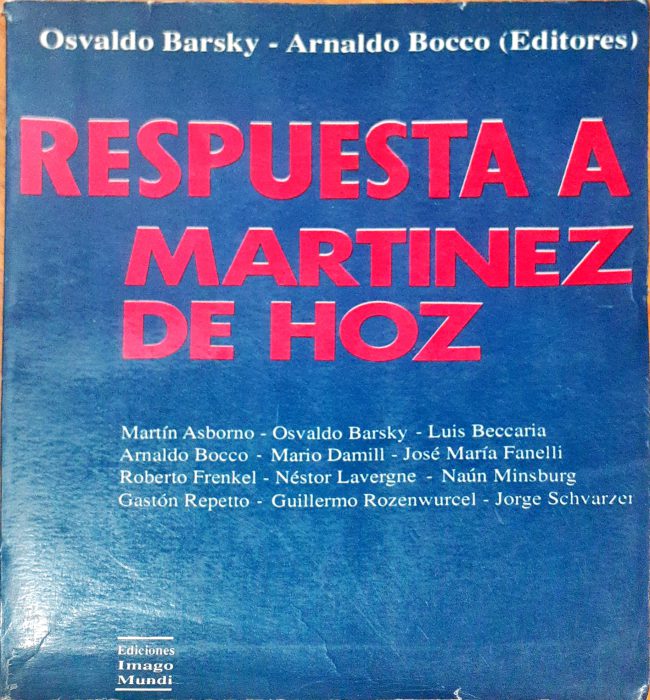 Osvaldo Barsky - Arnaldo Bocco (Editores)
RESPUESTA A
MARTINEZ
DE HOZ
Martín Asborno - Osvaldo Barsky - Luis Beccaria
Arnaldo Bocco - Mario Damill - José María Fanelli
Roberto Frenkel - Néstor Lavergne - Naún Minsburg
Gastón Repetto - Guillermo Rozenwurcel - Jorge Schvarzer
Ediciones
Imago
Mundi